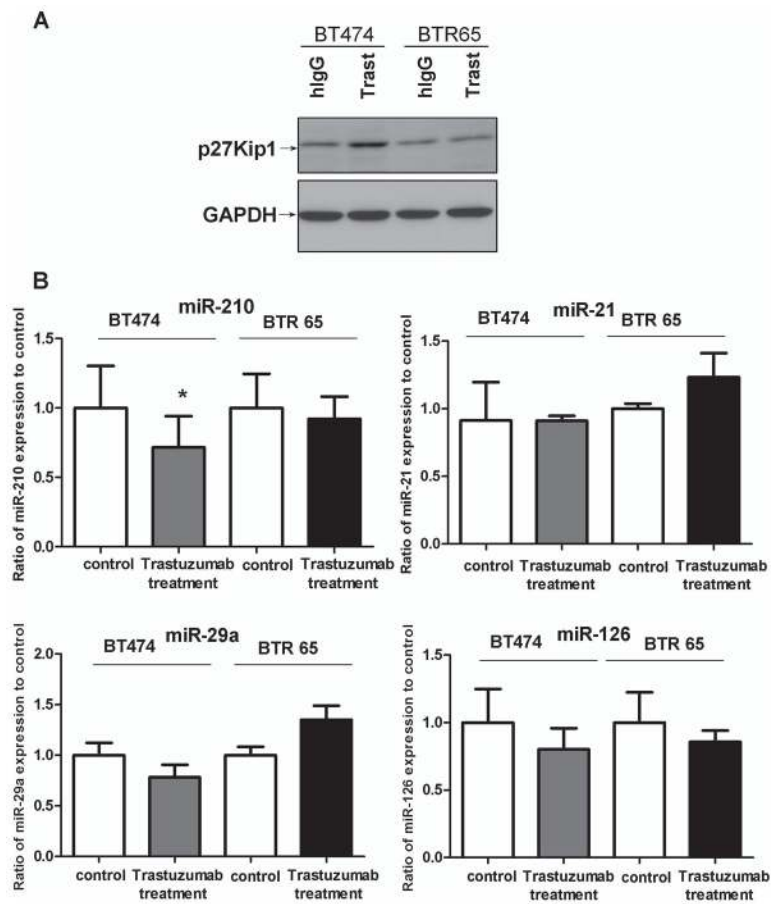 A
BT474 BTR65
hIgG Trast hIgG Trast
p27Kip1
GAPDH
B
miR-210
BT474 BTR 65
Ratio of miR-210 expression to control
1.5
1.0
*
0.5
0.0
control Trastuzumab treatment control Trastuzumab treatment
miR-21
BT474 BTR 65
Ratio of miR-21 expression to control
1.5
1.0
0.5
0.0
control Trastuzumab treatment control Trastuzumab treatment
miR-29a
BT474 BTR 65
Ratio of miR-29a expression to control
2.0
1.5
1.0
0.5
0.0
control Trastuzumab treatment control Trastuzumab treatment
miR-126
BT474 BTR 65
Ratio of miR-126 expression to control
1.5
1.0
0.5
0.0
control Trastuzumab treatment control Trastuzumab treatment